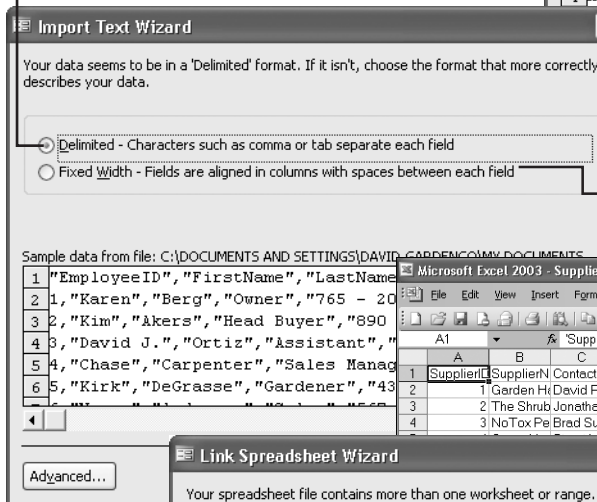 Import Text Wizard
Your data seems to be in a 'Delimited' format. If it isn't, choose the format that more correctly
describes your data.
Delimited - Characters such as comma or tab separate each field
Fixed Width - Fields are aligned in columns with spaces between each field
Sample data from file: C:\DOCUMENTS AND SETTINGS\DAVID GARDENCO\MY DOCUMENTS
1 "EmployeeID","FirstName","LastName
2 1,"Karen","Berg","Owner","765 - 20
3 2,"Kim","Akers","Head Buyer","890
4 3,"David J.","Ortiz","Assistant","
5 4,"Chase","Carpenter","Sales Manag
6 5,"Kirk","DeGrasse","Gardener","43
Microsoft Excel 2003 - Supplie
File Edit View Insert Form
A1 fx 'Supp
A B C
1 SupplierID SupplierN Contact
2 1 Garden Ho David F
3 2 The Shrub Jonatha
4 3 NoTox Pe Brad Su
Advanced...
Link Spreadsheet Wizard
Your spreadsheet file contains more than one worksheet or range.